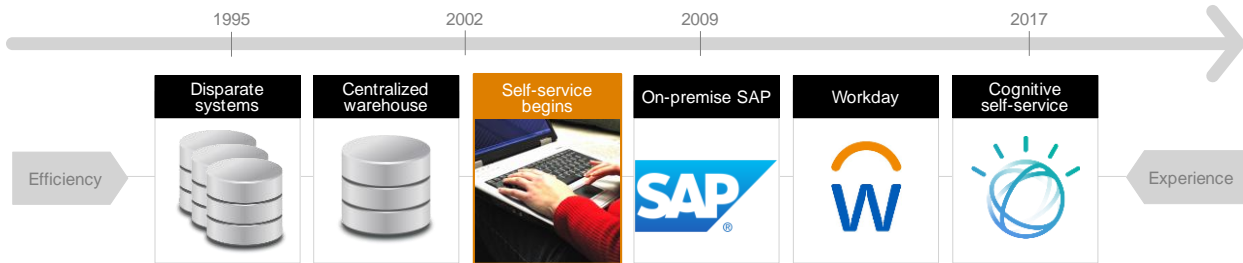 1995
2002
2009
2017
Disparate
systems
Centralized
warehouse
Self-service
begins
On-premise SAP
Workday
Cognitive
self-service
Efficiency
SAP
®
W
Experience